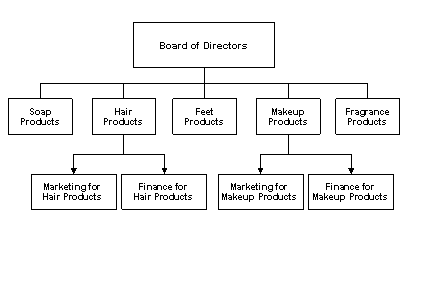 Board of Directors
Soap
Products
Hair
Products
Feet
Products
Makeup
Products
Fragrance
Products
Marketing for
Hair Products
Finance for
Hair Products
Marketing for
Makeup Products
Finance for
Makeup Products